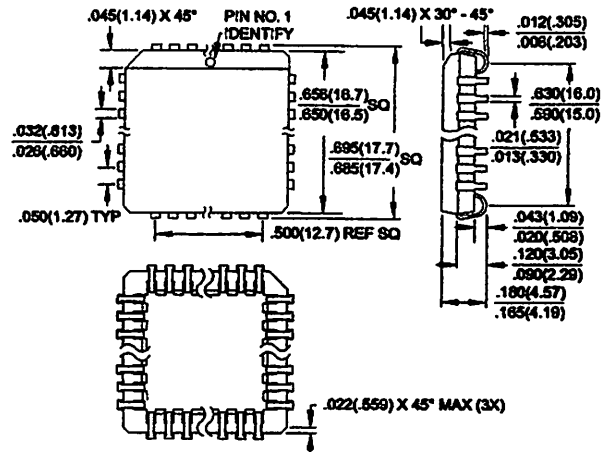 .045(1.14) X 45°
PIN NO. 1
IDENTIFY
.045(1.14) X 30° - 45°
.012(.305)
.008(.203)
.656(16.7)
.650(16.5)
SQ
.630(16.0)
.590(15.0)
.032(.813)
.026(.660)
.021(.533)
.013(.330)
.695(17.7)
.685(17.4)
SQ
.050(1.27) TYP
.500(12.7) REF SQ
.043(1.09)
.020(.508)
.120(3.05)
.090(2.29)
.180(4.57)
.165(4.19)
.022(.559) X 45° MAX (3X)